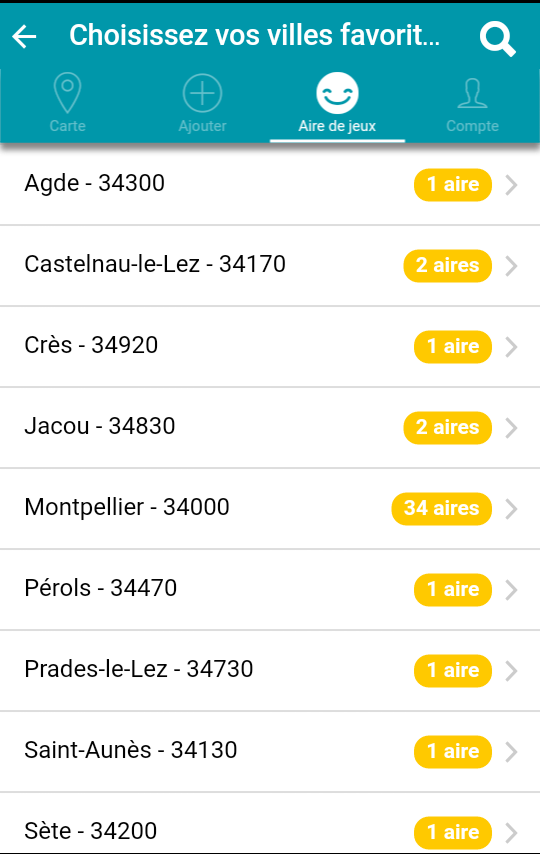 Choisissez vos villes favorit...
Carte
Ajouter
Aire de jeux
Compte
Agde - 34300
1 aire
Castelnau-le-Lez - 34170
2 aires
Crès - 34920
1 aire
Jacou - 34830
2 aires
Montpellier - 34000
34 aires
Pérols - 34470
1 aire
Prades-le-Lez - 34730
1 aire
Saint-Aunès - 34130
1 aire
Sète - 34200
1 aire